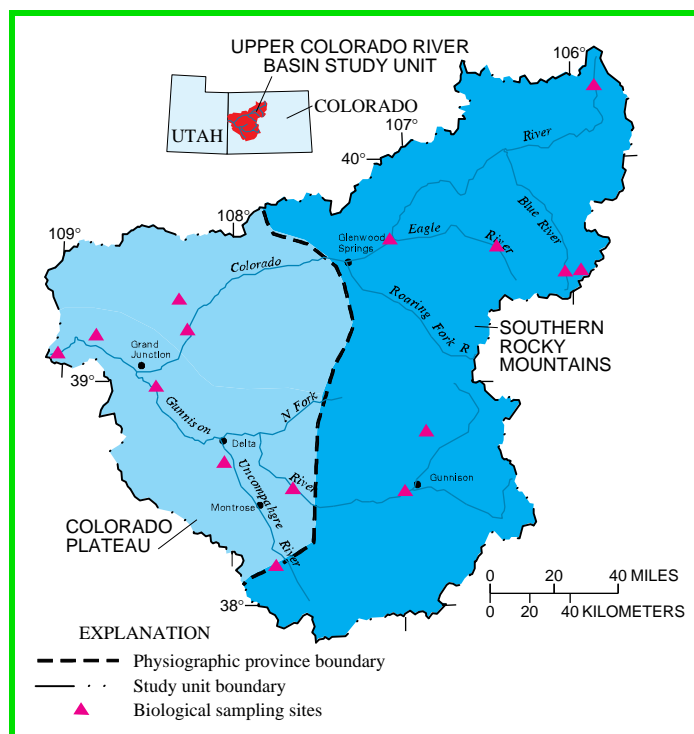 UPPER COLORADO RIVER
BASIN STUDY UNIT
COLORADO
UTAH
106°
107°
40°
108°
109°
39°
38°
River
Blue River
Eagle
River
Glenwood
Springs
Colorado
Roaring Fork R
SOUTHERN
ROCKY
MOUNTAINS
Grand
Junction
Gunnison
N Fork
Delta
Uncompahgre
River
River
Gunnison
Montrose
COLORADO
PLATEAU
0 20 40 MILES
0 20 40 KILOMETERS
EXPLANATION
Physiographic province boundary
Study unit boundary
Biological sampling sites